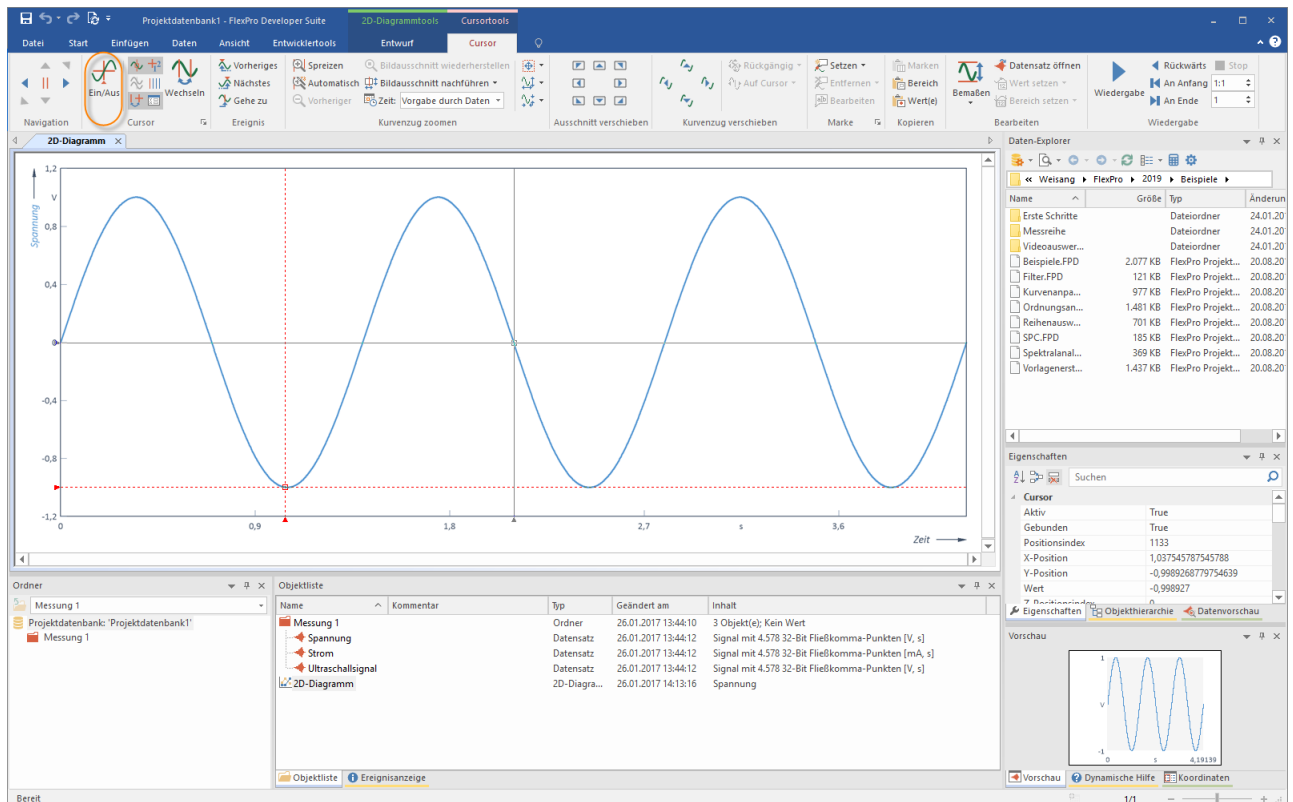 Projektdatenbank1 - FlexPro Developer Suite 2D-Diagrammtools Cursortools
Datei Start Einfügen Daten Ansicht Entwicklertools Entwurf Cursor
Ein/Aus Wechseln Vorheriges Spreizen Bildausschnitt wiederherstellen Rückgängig Setzen Marken Datensatz öffnen Rückwärts Stop
Nächstes Automatisch Bildausschnitt nachführen Auf Cursor Entfernen Bereich Bemaßen Wert setzen Wiedergabe An Anfang 1:1
Gehe zu Vorheriger Zeit: Vorgabe durch Daten Bearbeiten Wert(e) Bereich setzen An Ende 1
Navigation Cursor Ereignis Kurvenzug zoomen Ausschnitt verschieben Kurvenzug verschieben Marke Kopieren Bearbeiten Wiedergabe
2D-Diagramm
1,2
V
0,8
0,4
0
-0,4
-0,8
-1,2
Spannung
0 0,9 1,8 2,7 s 3,6
Zeit
Daten-Explorer
« Weisang FlexPro 2019 Beispiele
Name Größe Typ Änderun
Erste Schritte Dateiordner 24.01.20
Messreihe Dateiordner 24.01.20
Videoauswer... Dateiordner 24.01.20
Beispiele.FPD 2.077 KB FlexPro Projekt... 20.08.20
Filter.FPD 121 KB FlexPro Projekt... 20.08.20
Kurvenanpa... 977 KB FlexPro Projekt... 20.08.20
Ordnungsan... 1.481 KB FlexPro Projekt... 20.08.20
Reihenausw... 701 KB FlexPro Projekt... 20.08.20
SPC.FPD 185 KB FlexPro Projekt... 20.08.20
Spektralanal... 369 KB FlexPro Projekt... 20.08.20
Vorlagenerst... 1.437 KB FlexPro Projekt... 20.08.20
Eigenschaften
Suchen
Cursor
Aktiv True
Gebunden True
Positionsindex 1133
X-Position 1,037545787545788
Y-Position -0,9989268779754639
Wert -0,998927
Z-Positionsindex 0
Eigenschaften Objekthierarchie Datenvorschau
Ordner
Messung 1
Projektdatenbank: 'Projektdatenbank1'
Messung 1
Objektliste
Name Kommentar Typ Geändert am Inhalt
Messung 1 Ordner 26.01.2017 13:44:10 3 Objekt(e); Kein Wert
Spannung Datensatz 26.01.2017 13:44:12 Signal mit 4.578 32-Bit Fließkomma-Punkten [V, s]
Strom Datensatz 26.01.2017 13:44:12 Signal mit 4.578 32-Bit Fließkomma-Punkten [mA, s]
Ultraschallsignal Datensatz 26.01.2017 13:44:12 Signal mit 4.578 32-Bit Fließkomma-Punkten [V, s]
2D-Diagramm 2D-Diagra... 26.01.2017 14:13:16 Spannung
Objektliste Ereignisanzeige
Vorschau
1
V
-1
0 s 4,19139
Vorschau Dynamische Hilfe Koordinaten
Bereit 1/1